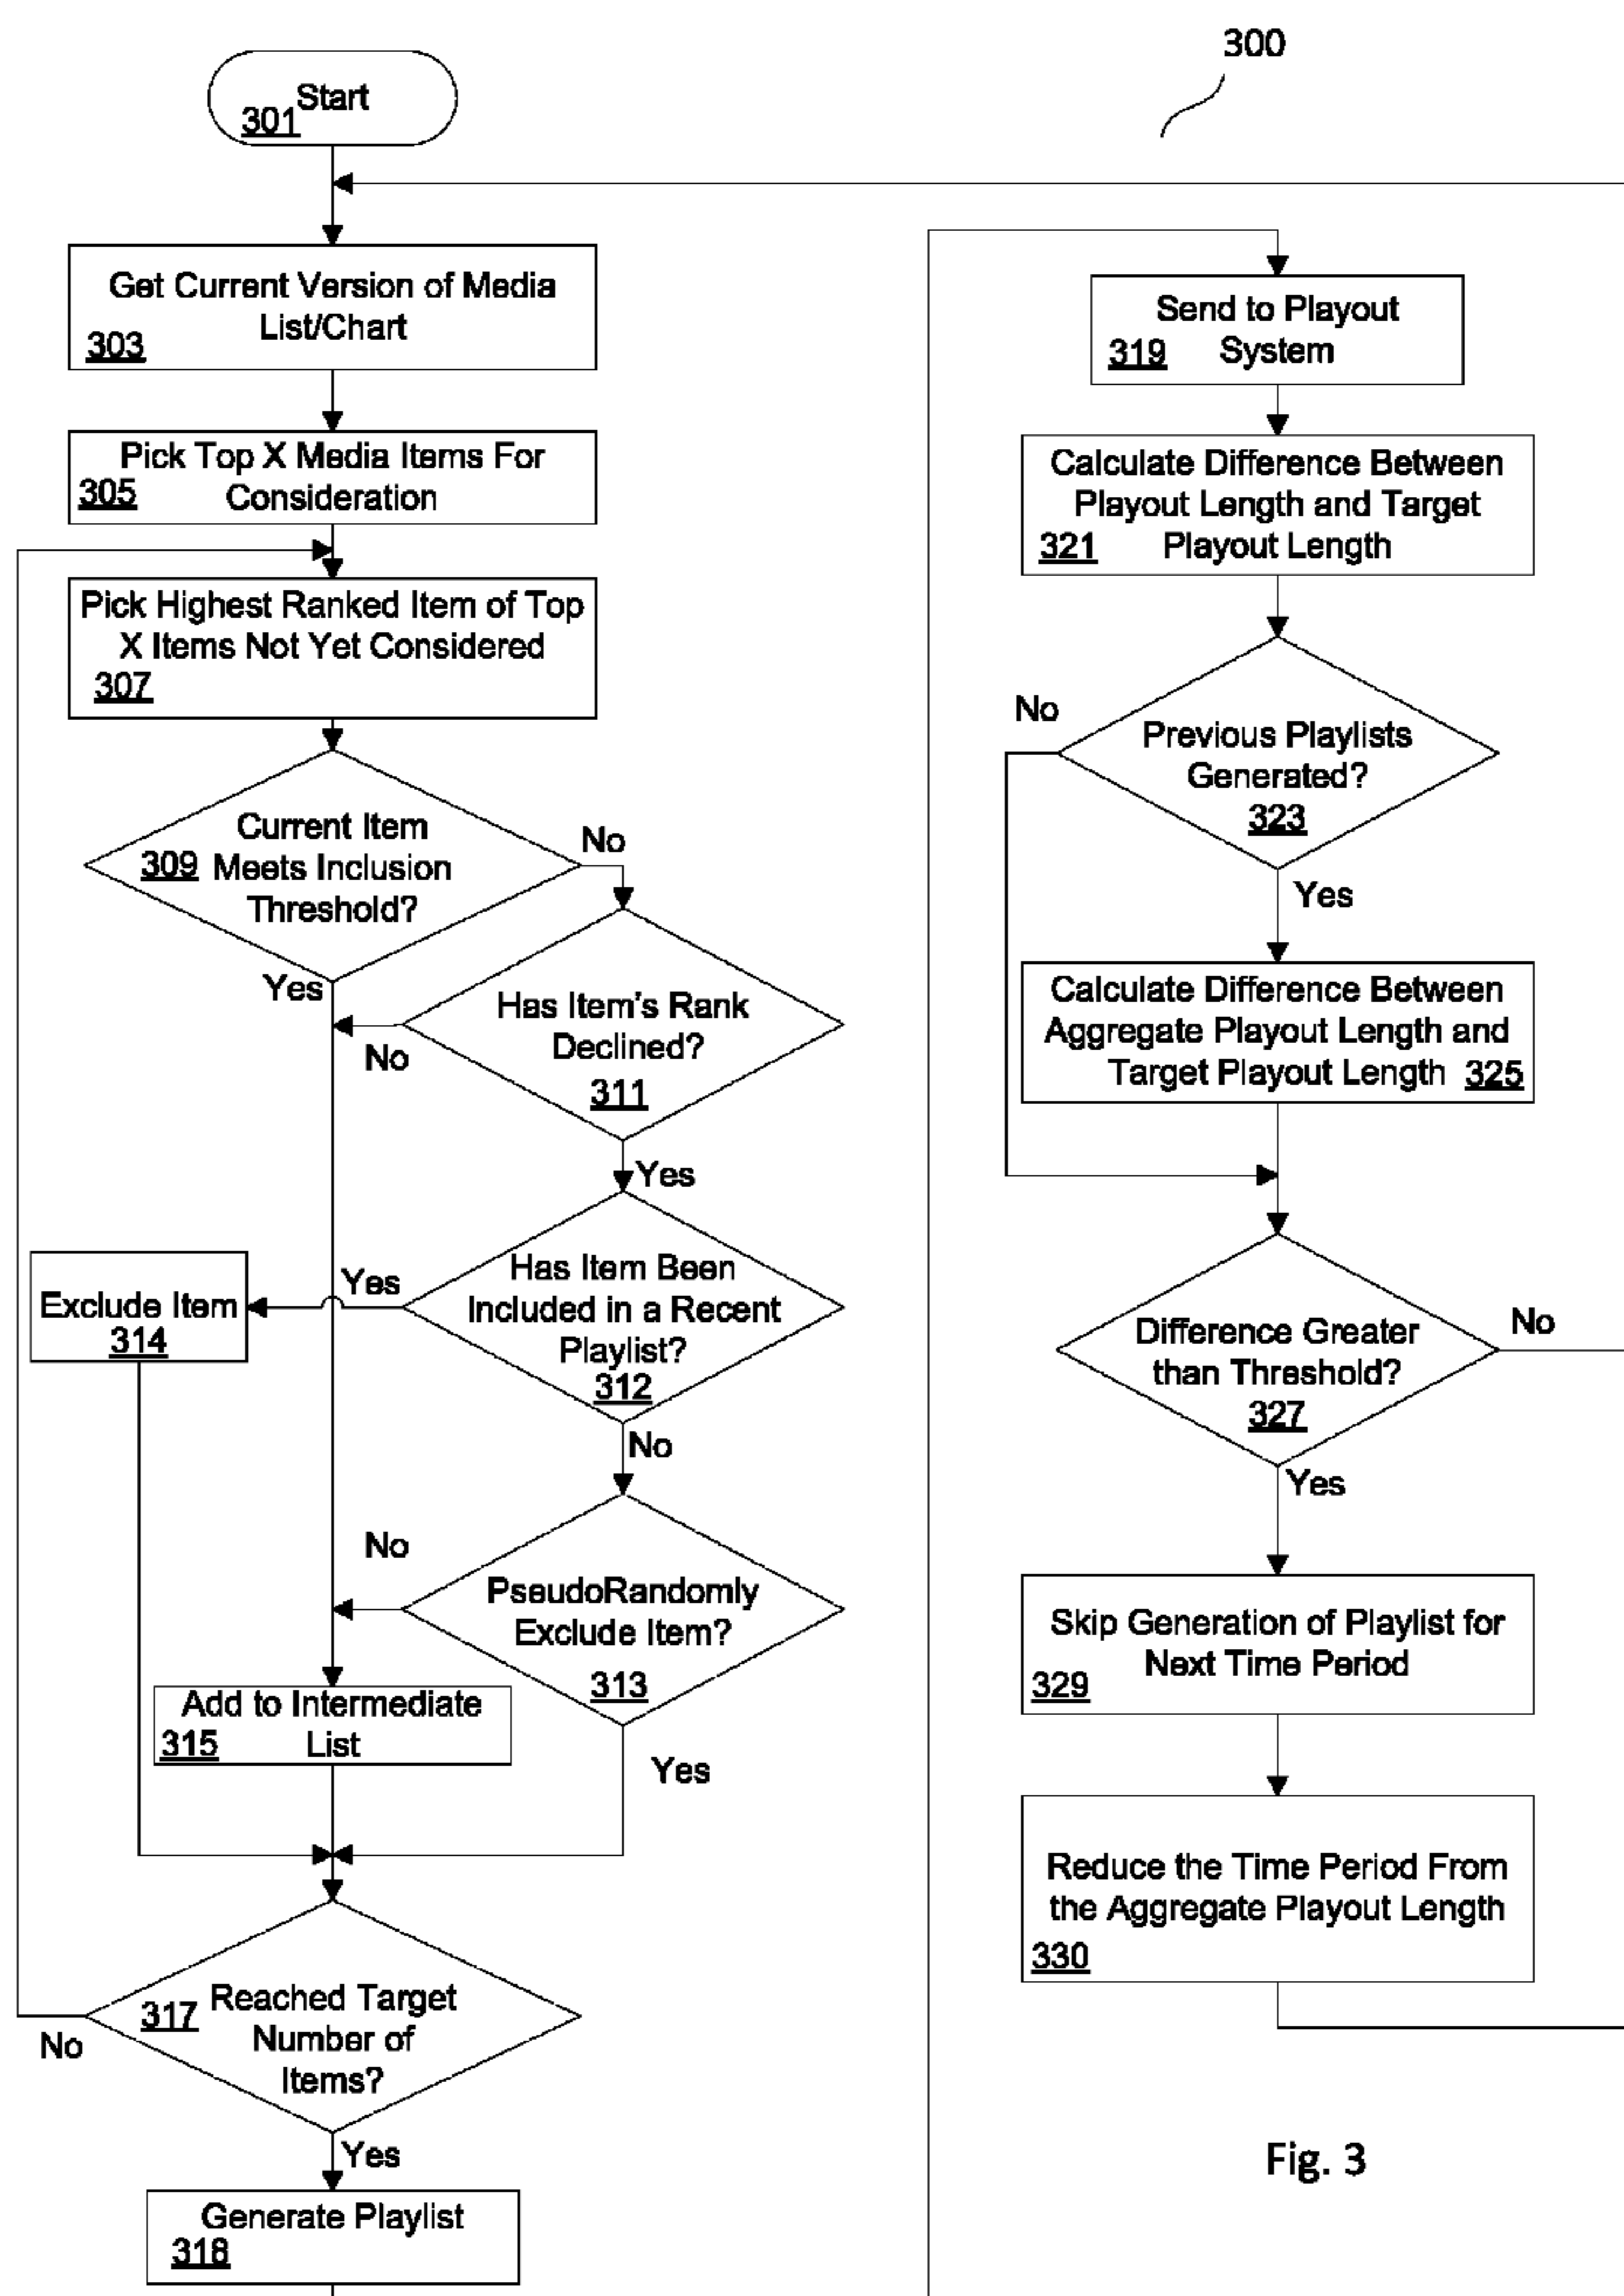 300
Start
301
Get Current Version of Media
List/Chart
303
Pick Top X Media Items For
Consideration
305
Pick Highest Ranked Item of Top
X Items Not Yet Considered
307
Current Item
309 Meets Inclusion
Threshold?
No
Yes
Has Item's Rank
Declined?
311
No
Yes
Has Item Been
Included in a Recent
Playlist?
312
Yes
Exclude Item
314
No
PseudoRandomly
Exclude Item?
313
No
Yes
Add to Intermediate
List
315
317 Reached Target
Number of
Items?
No
Yes
Generate Playlist
318
Send to Playout
System
319
Calculate Difference Between
Playout Length and Target
Playout Length
321
Previous Playlists
Generated?
323
No
Yes
Calculate Difference Between
Aggregate Playout Length and
Target Playout Length 325
Difference Greater
than Threshold?
327
No
Yes
Skip Generation of Playlist for
Next Time Period
329
Reduce the Time Period From
the Aggregate Playout Length
330
Fig. 3